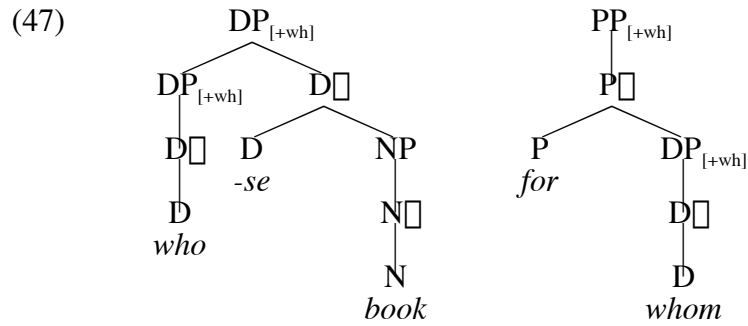 (47) DP[+wh] PP[+wh]
DP[+wh] D▯ P▯
D▯ D NP P DP[+wh]
-se for
D N▯ D▯
who
N D
book whom